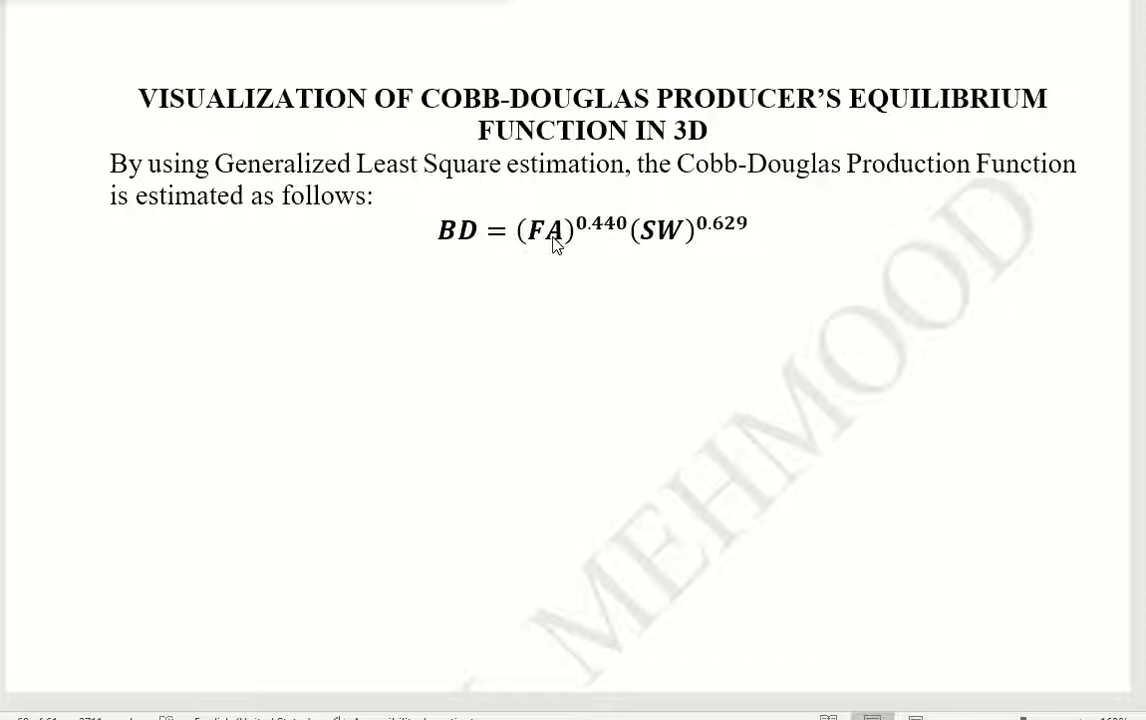 VISUALIZATION OF COBB-DOUGLAS PRODUCER’S EQUILIBRIUM
FUNCTION IN 3D
By using Generalized Least Square estimation, the Cobb-Douglas Production Function
is estimated as follows:
BD = (FA)^0.440 (SW)^0.629
MEHMOOD